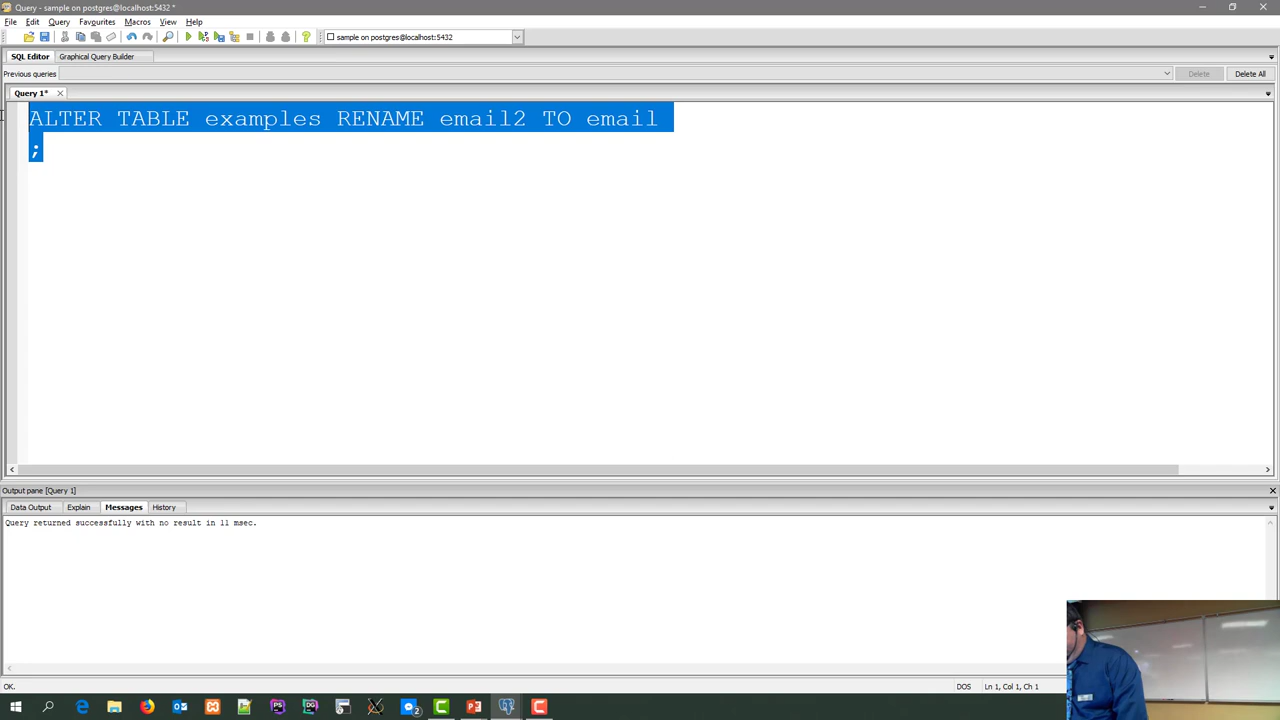 Query - sample on postgres@localhost:5432 *
File Edit Query Favourites Macros View Help
sample on postgres@localhost:5432
SQL Editor Graphical Query Builder
Previous queries Delete Delete All
Query 1*
ALTER TABLE examples RENAME email2 TO email
;
Output pane [Query 1]
Data Output Explain Messages History
Query returned successfully with no result in 11 msec.
OK. DOS Ln 1, Col 1, Ch 1